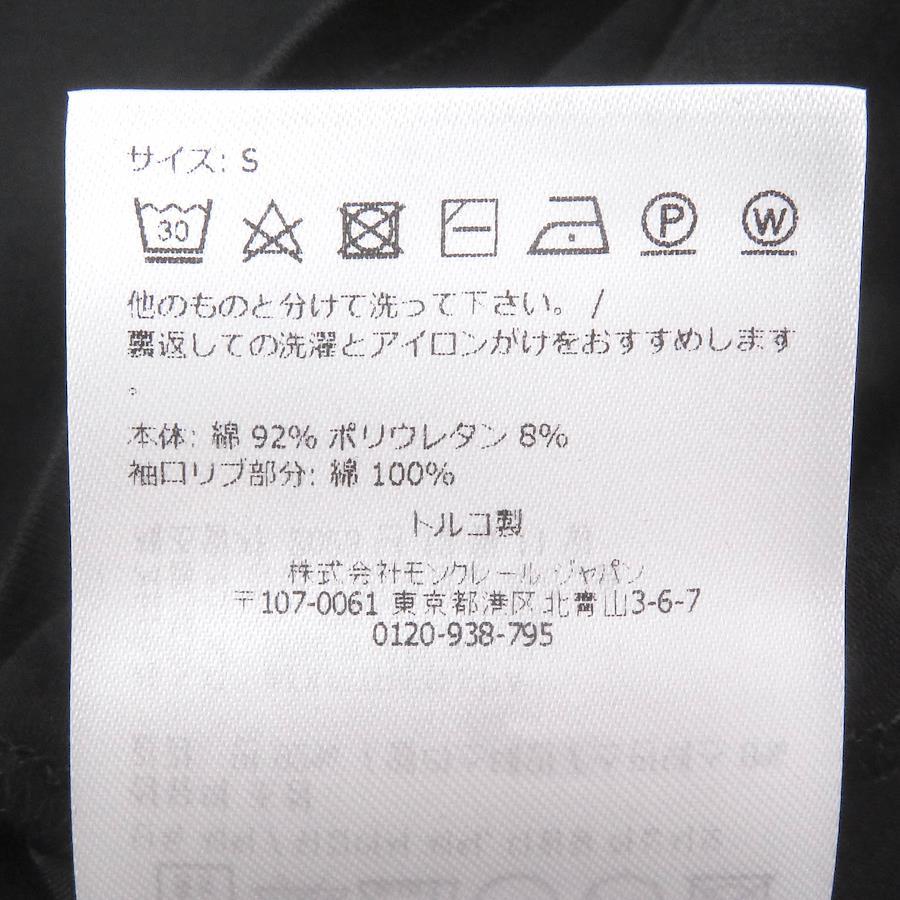 サイズ: S
30 P W
他のものと分けて洗って下さい。 /
裏返しての洗濯とアイロンがけをおすすめします
。
本体: 綿 92% ポリウレタン 8%
袖口リブ部分: 綿 100%
トルコ製
株式会社モンクレール ジャパン
〒107-0061 東京都港区北青山3-6-7
0120-938-795